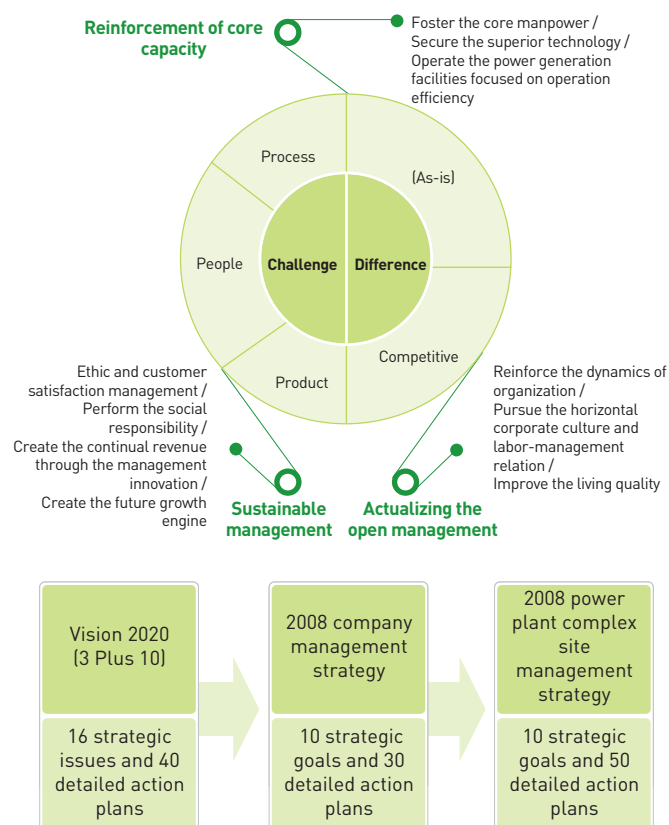 Reinforcement of core
capacity
Foster the core manpower /
Secure the superior technology /
Operate the power generation
facilities focused on operation
efficiency
Process
(As-is)
People
Challenge
Difference
Product
Competitive
Ethic and customer
satisfaction management /
Perform the social
responsibility /
Create the continual revenue
through the management
innovation /
Create the future growth
engine
Sustainable
management
Actualizing the
open management
Reinforce the dynamics of
organization /
Pursue the horizontal
corporate culture and
labor-management
relation /
Improve the living quality
Vision 2020
(3 Plus 10)
16 strategic
issues and 40
detailed action
plans
2008 company
management
strategy
10 strategic
goals and 30
detailed action
plans
2008 power
plant complex
site
management
strategy
10 strategic
goals and 50
detailed action
plans